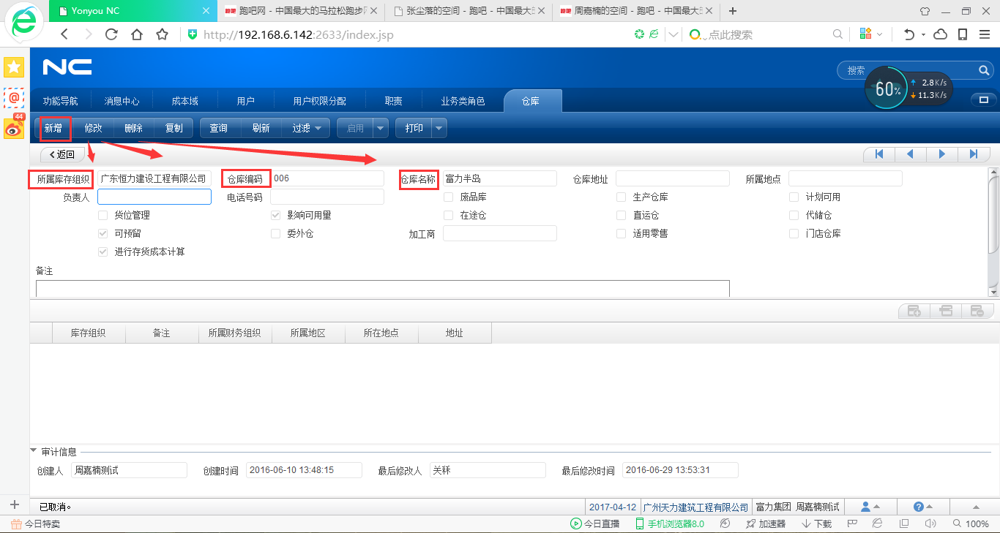 Yonyou NC
跑吧网 - 中国最大的马拉松跑步网
张尘落的空间 - 跑吧 - 中国最大的
周嘉楠的空间 - 跑吧 - 中国最大的
http://192.168.6.142:2633/index.jsp
点此搜索
NC
搜索
60%
2.8K/s
11.3K/s
44
功能导航 消息中心 成本域 用户 用户权限分配 职责 业务类角色 仓库
新增 修改 删除 复制 查询 刷新 过滤 启用 打印
返回
所属库存组织 广东恒力建设工程有限公司 仓库编码 006 仓库名称 富力半岛 仓库地址 所属地点
负责人 电话号码 废品库 生产仓库 计划可用
货位管理 影响可用量 在途仓 直运仓 代储仓
可预留 委外仓 加工商 适用零售 门店仓库
进行存货成本计算
备注
库存组织 备注 所属财务组织 所属地区 所在地点 地址
审计信息
创建人 周嘉楠测试 创建时间 2016-06-10 13:48:15 最后修改人 关秝 最后修改时间 2016-06-29 13:53:31
已取消。 2017-04-12 广州天力建筑工程有限公司 富力集团 周嘉楠测试
今日特卖 今日直播 手机浏览器8.0 加速器 下载 100%